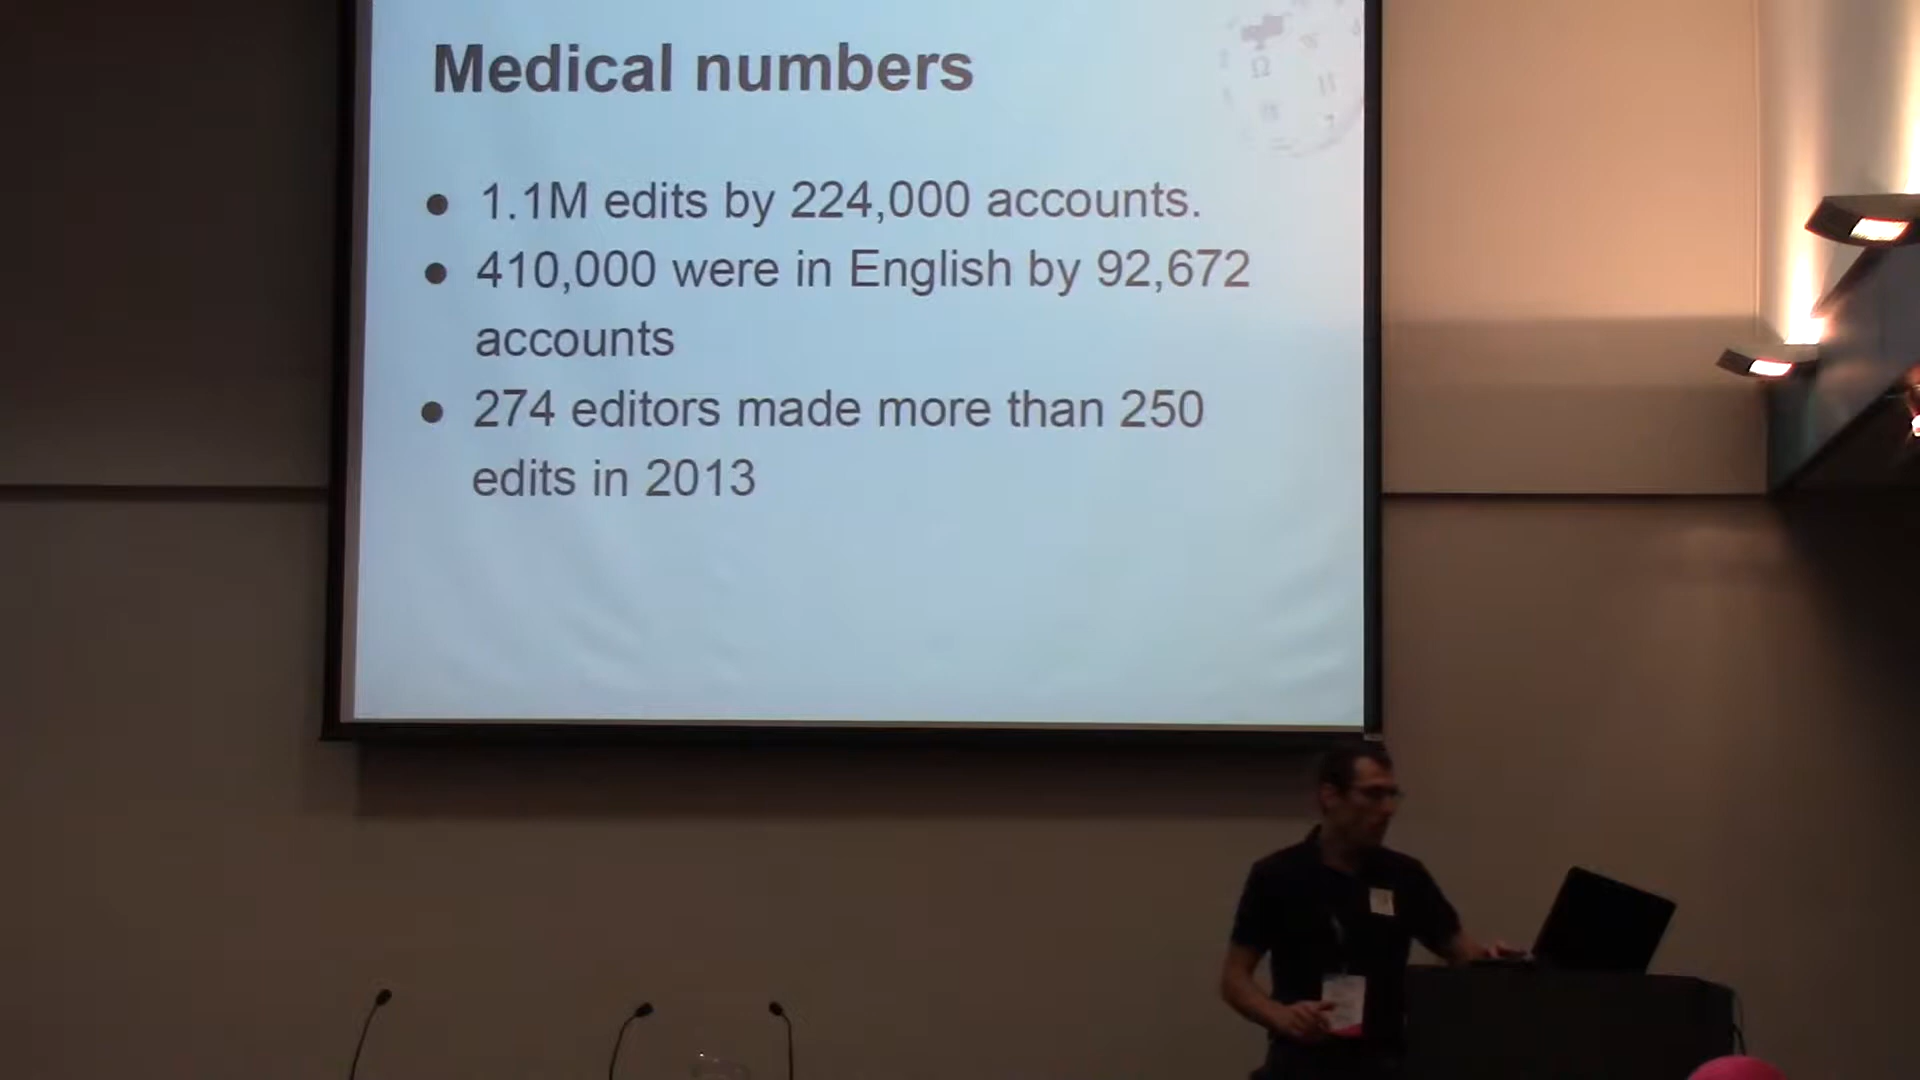 Medical numbers
● 1.1M edits by 224,000 accounts.
● 410,000 were in English by 92,672
accounts
● 274 editors made more than 250
edits in 2013